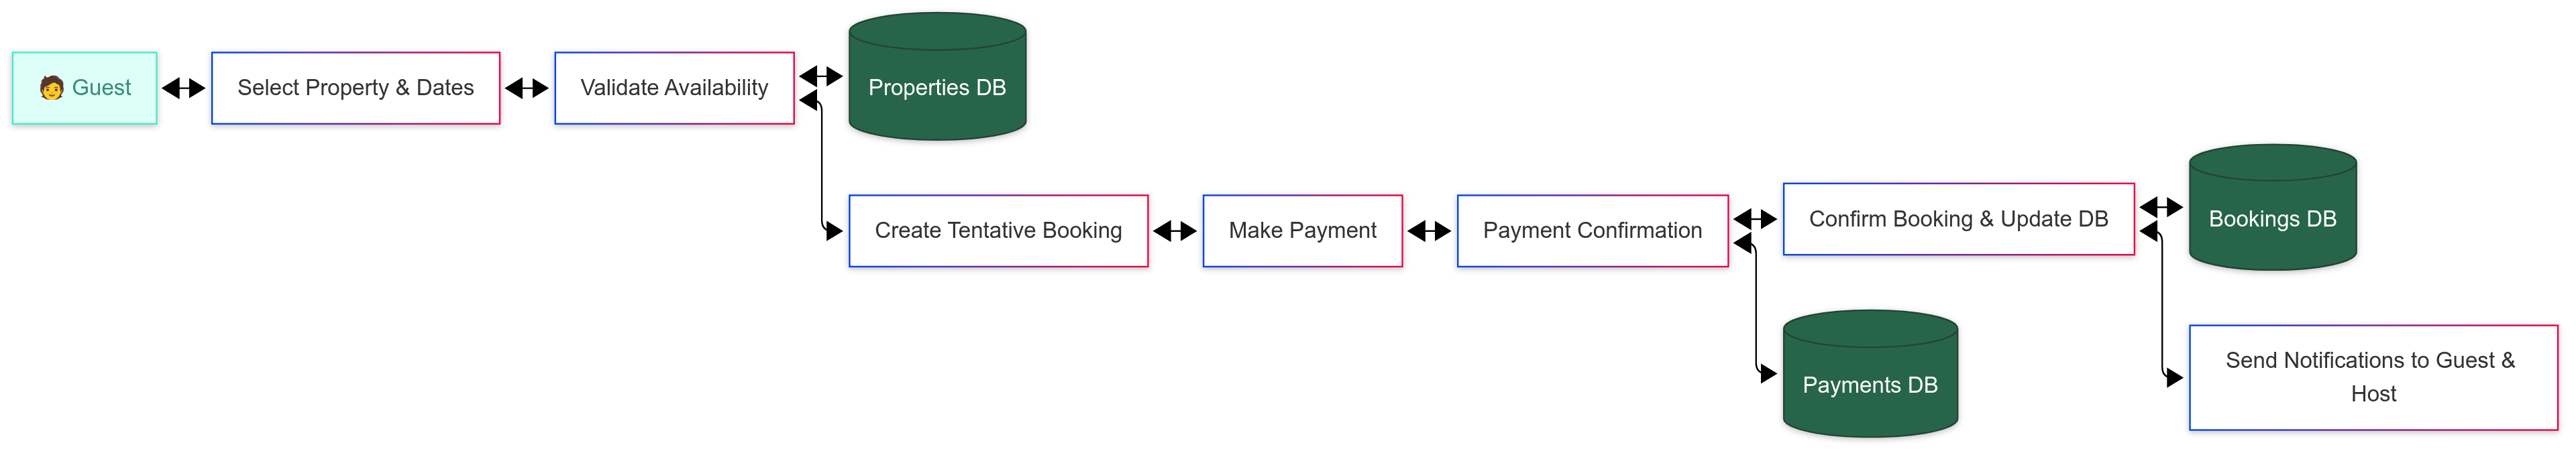 🧑 Guest
Select Property & Dates
Validate Availability
Properties DB
Create Tentative Booking
Make Payment
Payment Confirmation
Confirm Booking & Update DB
Bookings DB
Payments DB
Send Notifications to Guest &
Host